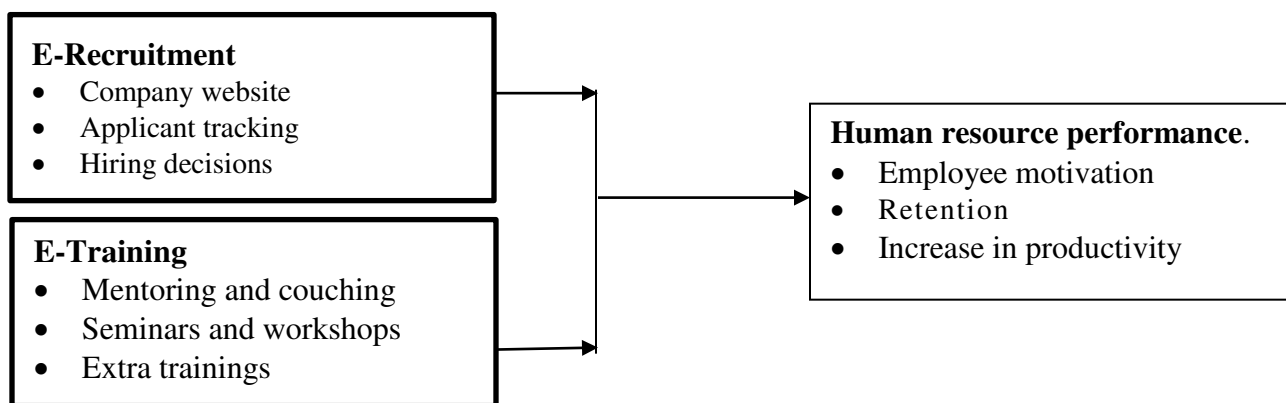 E-Recruitment
• Company website
• Applicant tracking
• Hiring decisions
E-Training
• Mentoring and couching
• Seminars and workshops
• Extra trainings
Human resource performance.
• Employee motivation
• Retention
• Increase in productivity